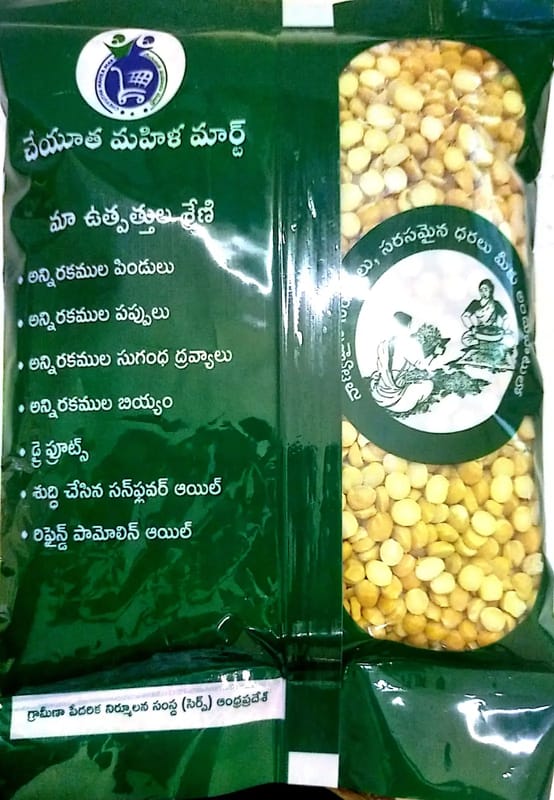 చేయూత మహిళ మార్ట్
మా ఉత్పత్తుల శ్రేణి
• అన్నిరకముల పిండులు
• అన్నిరకముల పప్పులు
• అన్నిరకముల సుగంధ ద్రవ్యాలు
• అన్నిరకముల బియ్యం
• డ్రై ఫ్రూట్స్
• శుద్ధి చేసిన సన్‌ఫ్లవర్ ఆయిల్
• రిఫైన్డ్ పామోలిన్ ఆయిల్
సరసమైన ధరలు మీకు
గ్రామీణా పేదరిక నిర్మూలన సంస్థ (సెర్ప్) ఆంధ్రప్రదేశ్